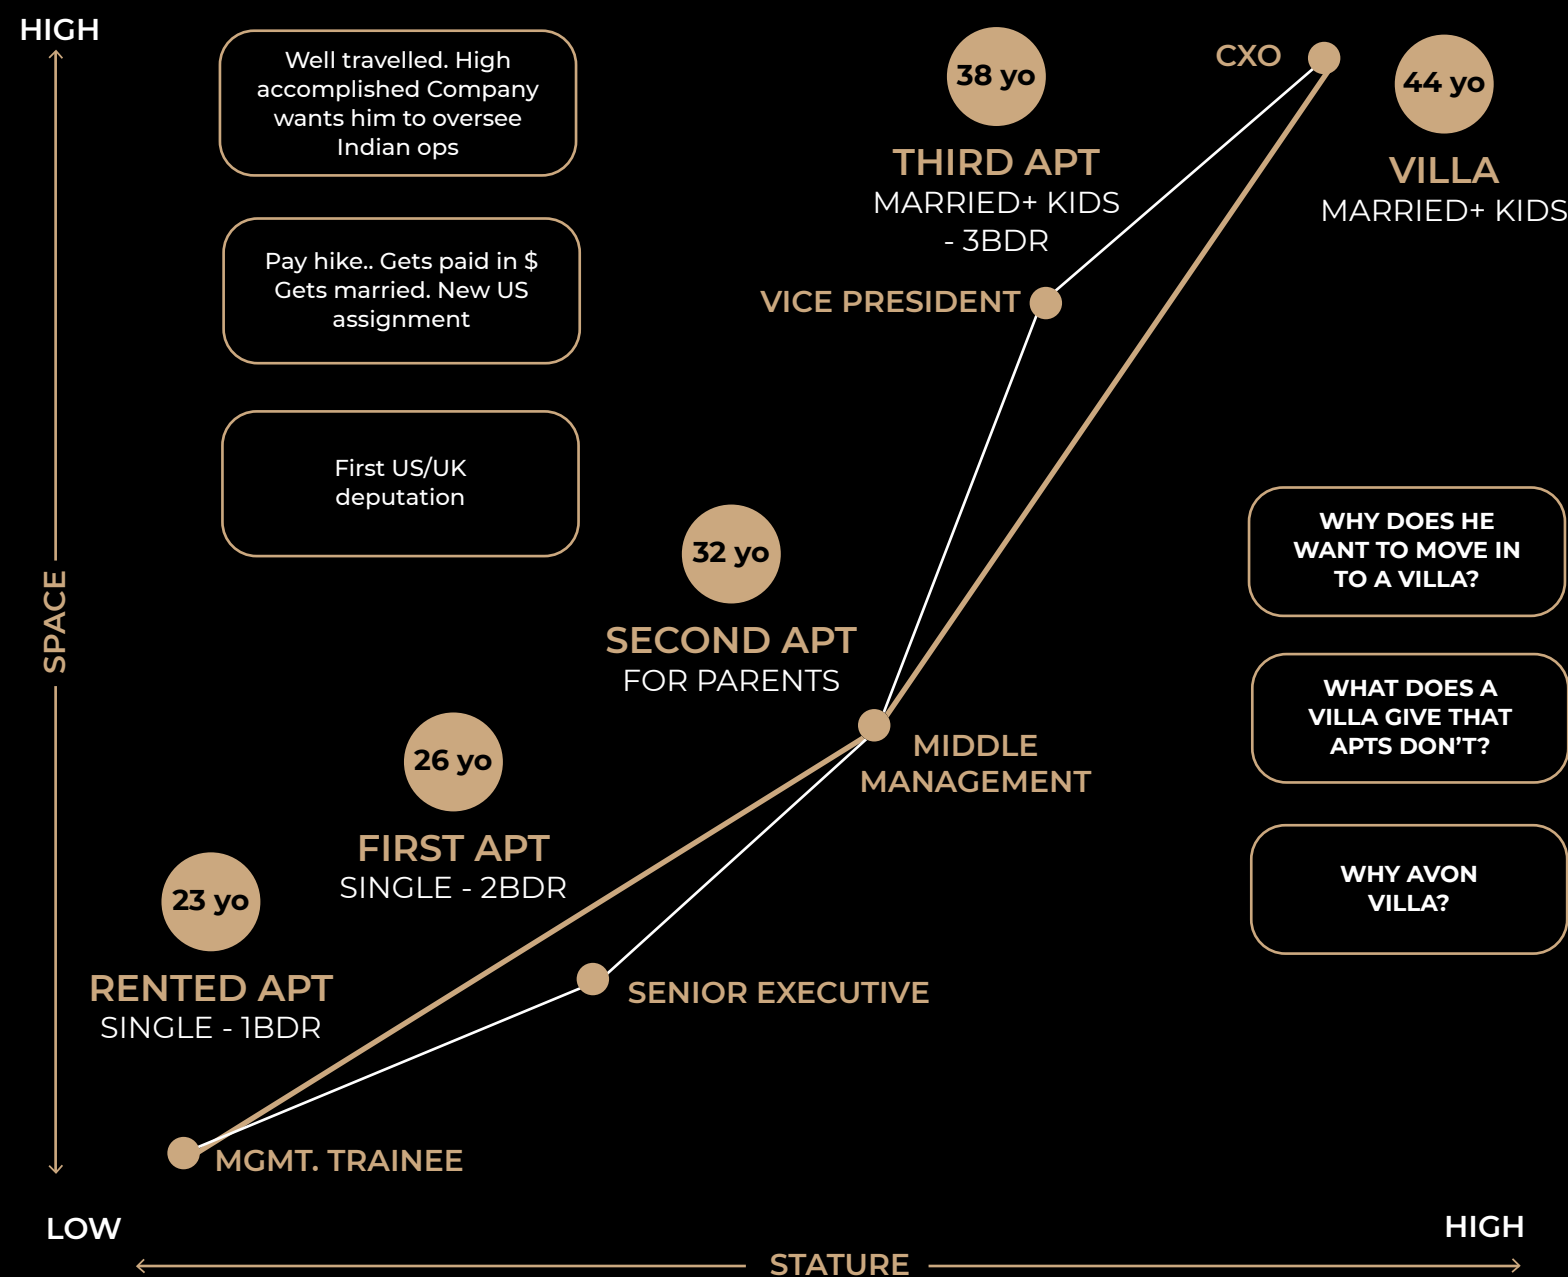 HIGH
Well travelled. High
accomplished Company
wants him to oversee
Indian ops
Pay hike.. Gets paid in $
Gets married. New US
assignment
First US/UK
deputation
38 yo
THIRD APT
MARRIED+ KIDS
- 3BDR
CXO
44 yo
VILLA
MARRIED+ KIDS
VICE PRESIDENT
SPACE
32 yo
SECOND APT
FOR PARENTS
MIDDLE
MANAGEMENT
WHY DOES HE
WANT TO MOVE IN
TO A VILLA?
WHAT DOES A
VILLA GIVE THAT
APTS DON’T?
WHY AVON
VILLA?
26 yo
FIRST APT
SINGLE - 2BDR
23 yo
RENTED APT
SINGLE - 1BDR
SENIOR EXECUTIVE
MGMT. TRAINEE
LOW
HIGH
STATURE